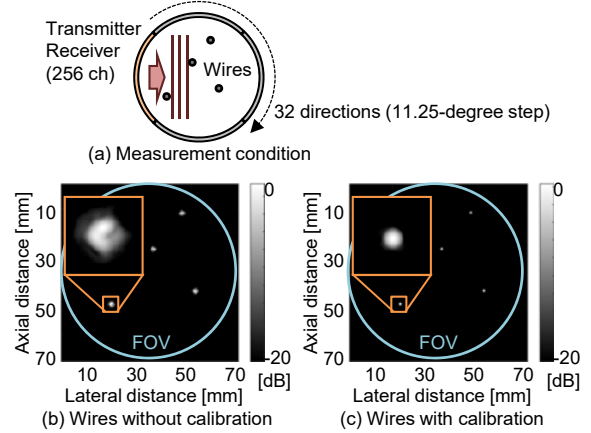 Transmitter
Receiver
(256 ch)
Wires
32 directions (11.25-degree step)
(a) Measurement condition
Axial distance [mm]
10
30
50
70
FOV
10 30 50 70
Lateral distance [mm]
0
-20
[dB]
(b) Wires without calibration
Axial distance [mm]
10
30
50
70
FOV
10 30 50 70
Lateral distance [mm]
0
-20
[dB]
(c) Wires with calibration